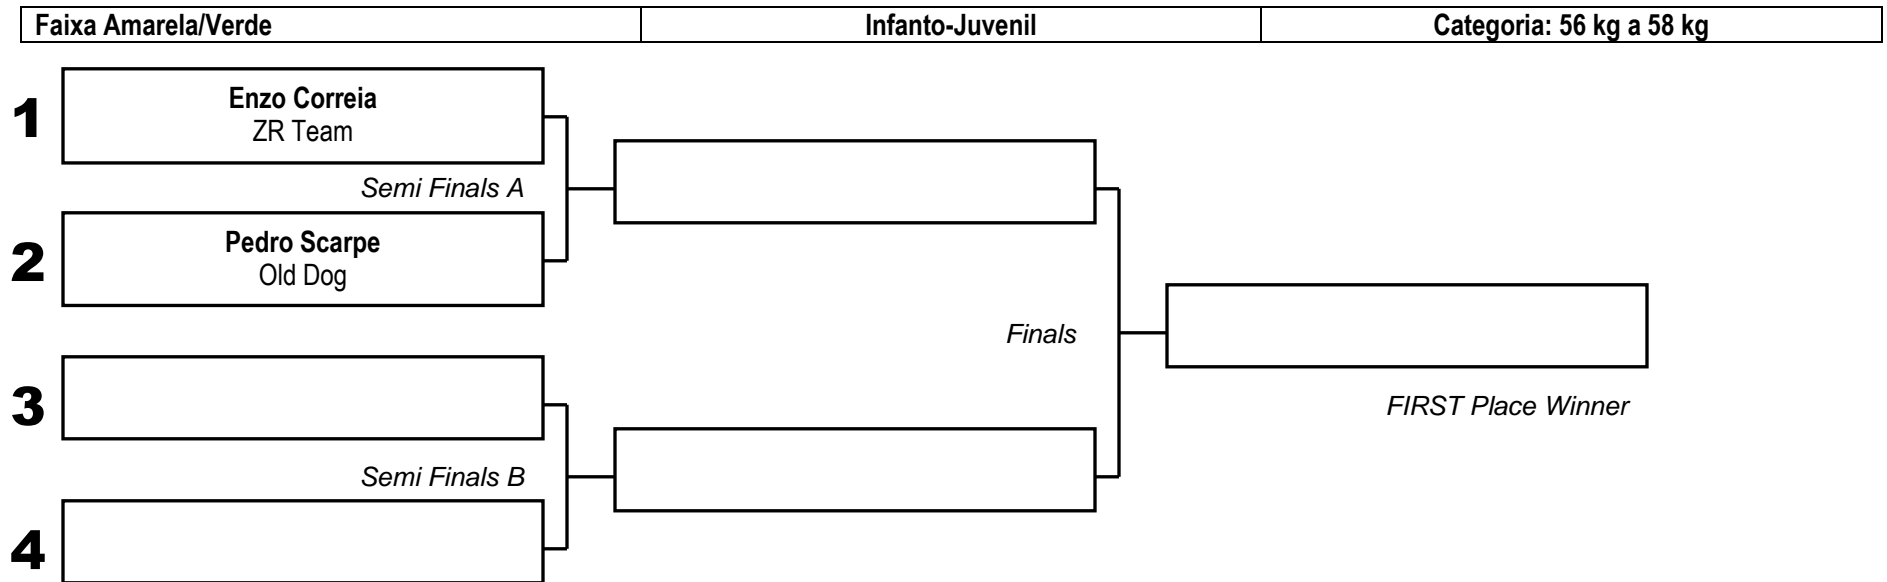 Faixa Amarela/Verde
Infanto-Juvenil
Categoria: 56 kg a 58 kg
1
Enzo Correia
ZR Team
Semi Finals A
2
Pedro Scarpe
Old Dog
Finals
3
FIRST Place Winner
Semi Finals B
4